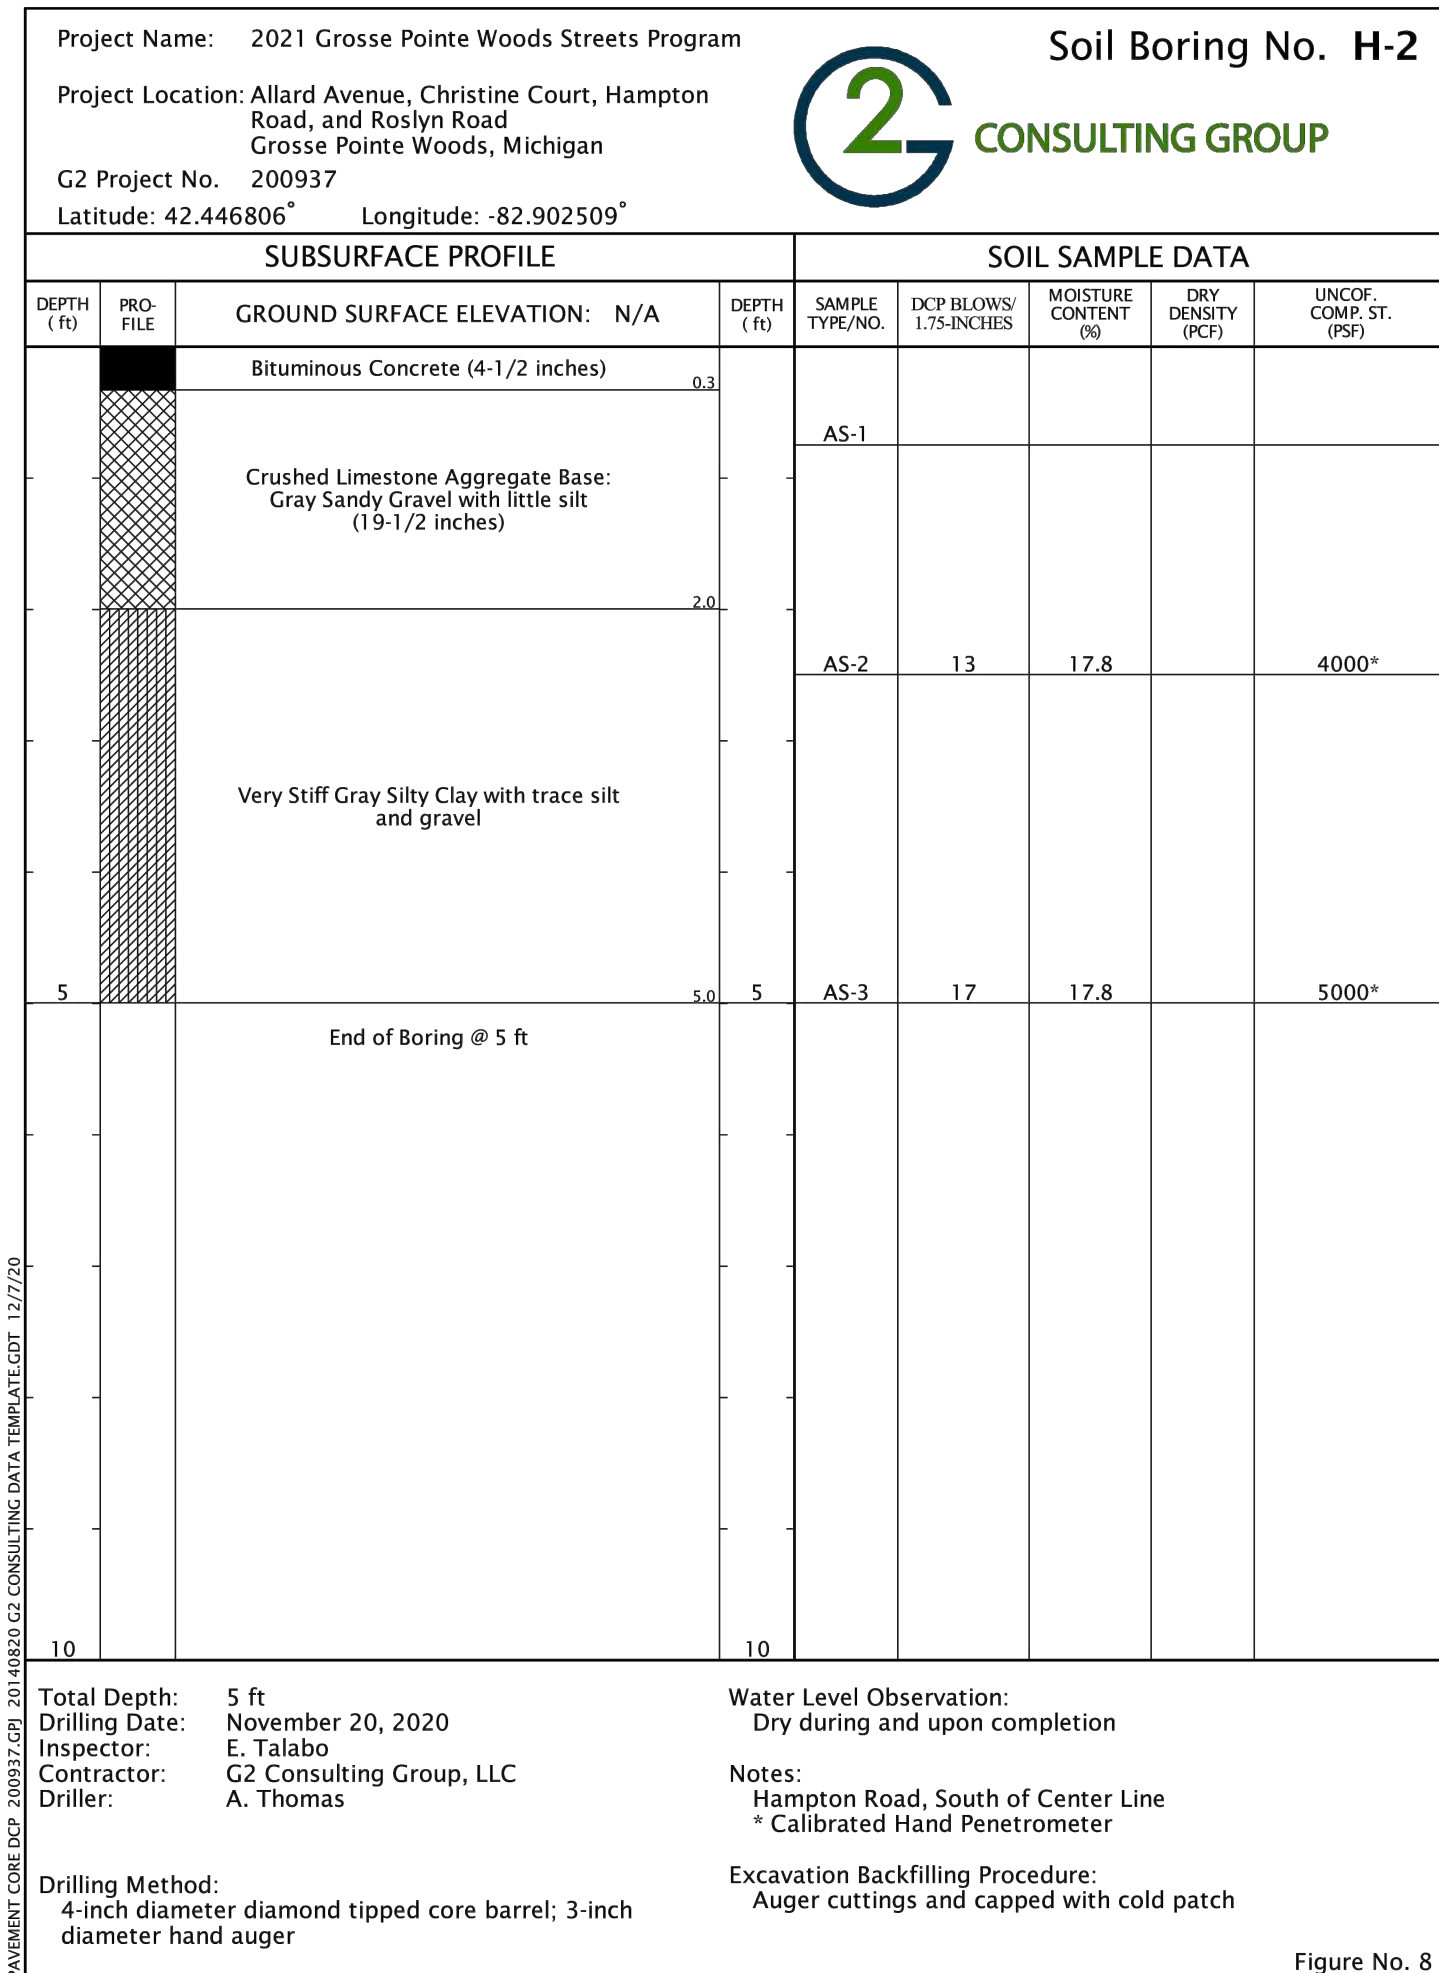 Project Name: 2021 Grosse Pointe Woods Streets Program
Project Location: Allard Avenue, Christine Court, Hampton
Road, and Roslyn Road
Grosse Pointe Woods, Michigan
G2 Project No. 200937
Latitude: 42.446806° Longitude: -82.902509°
G2 CONSULTING GROUP
Soil Boring No. H-2
SUBSURFACE PROFILE
SOIL SAMPLE DATA
DEPTH
( ft)
PRO-
FILE
GROUND SURFACE ELEVATION: N/A
DEPTH
( ft)
SAMPLE
TYPE/NO.
DCP BLOWS/
1.75-INCHES
MOISTURE
CONTENT
(%)
DRY
DENSITY
(PCF)
UNCOF.
COMP. ST.
(PSF)
Bituminous Concrete (4-1/2 inches)
0.3
AS-1
Crushed Limestone Aggregate Base:
Gray Sandy Gravel with little silt
(19-1/2 inches)
2.0
AS-2 13 17.8 4000*
Very Stiff Gray Silty Clay with trace silt
and gravel
5 5.0 5 AS-3 17 17.8 5000*
End of Boring @ 5 ft
10 10
Total Depth: 5 ft
Drilling Date: November 20, 2020
Inspector: E. Talabo
Contractor: G2 Consulting Group, LLC
Driller: A. Thomas
Drilling Method:
4-inch diameter diamond tipped core barrel; 3-inch
diameter hand auger
Water Level Observation:
Dry during and upon completion
Notes:
Hampton Road, South of Center Line
* Calibrated Hand Penetrometer
Excavation Backfilling Procedure:
Auger cuttings and capped with cold patch
Figure No. 8
PAVEMENT CORE DCP 200937.GPJ 20140820 G2 CONSULTING DATA TEMPLATE.GDT 12/7/20